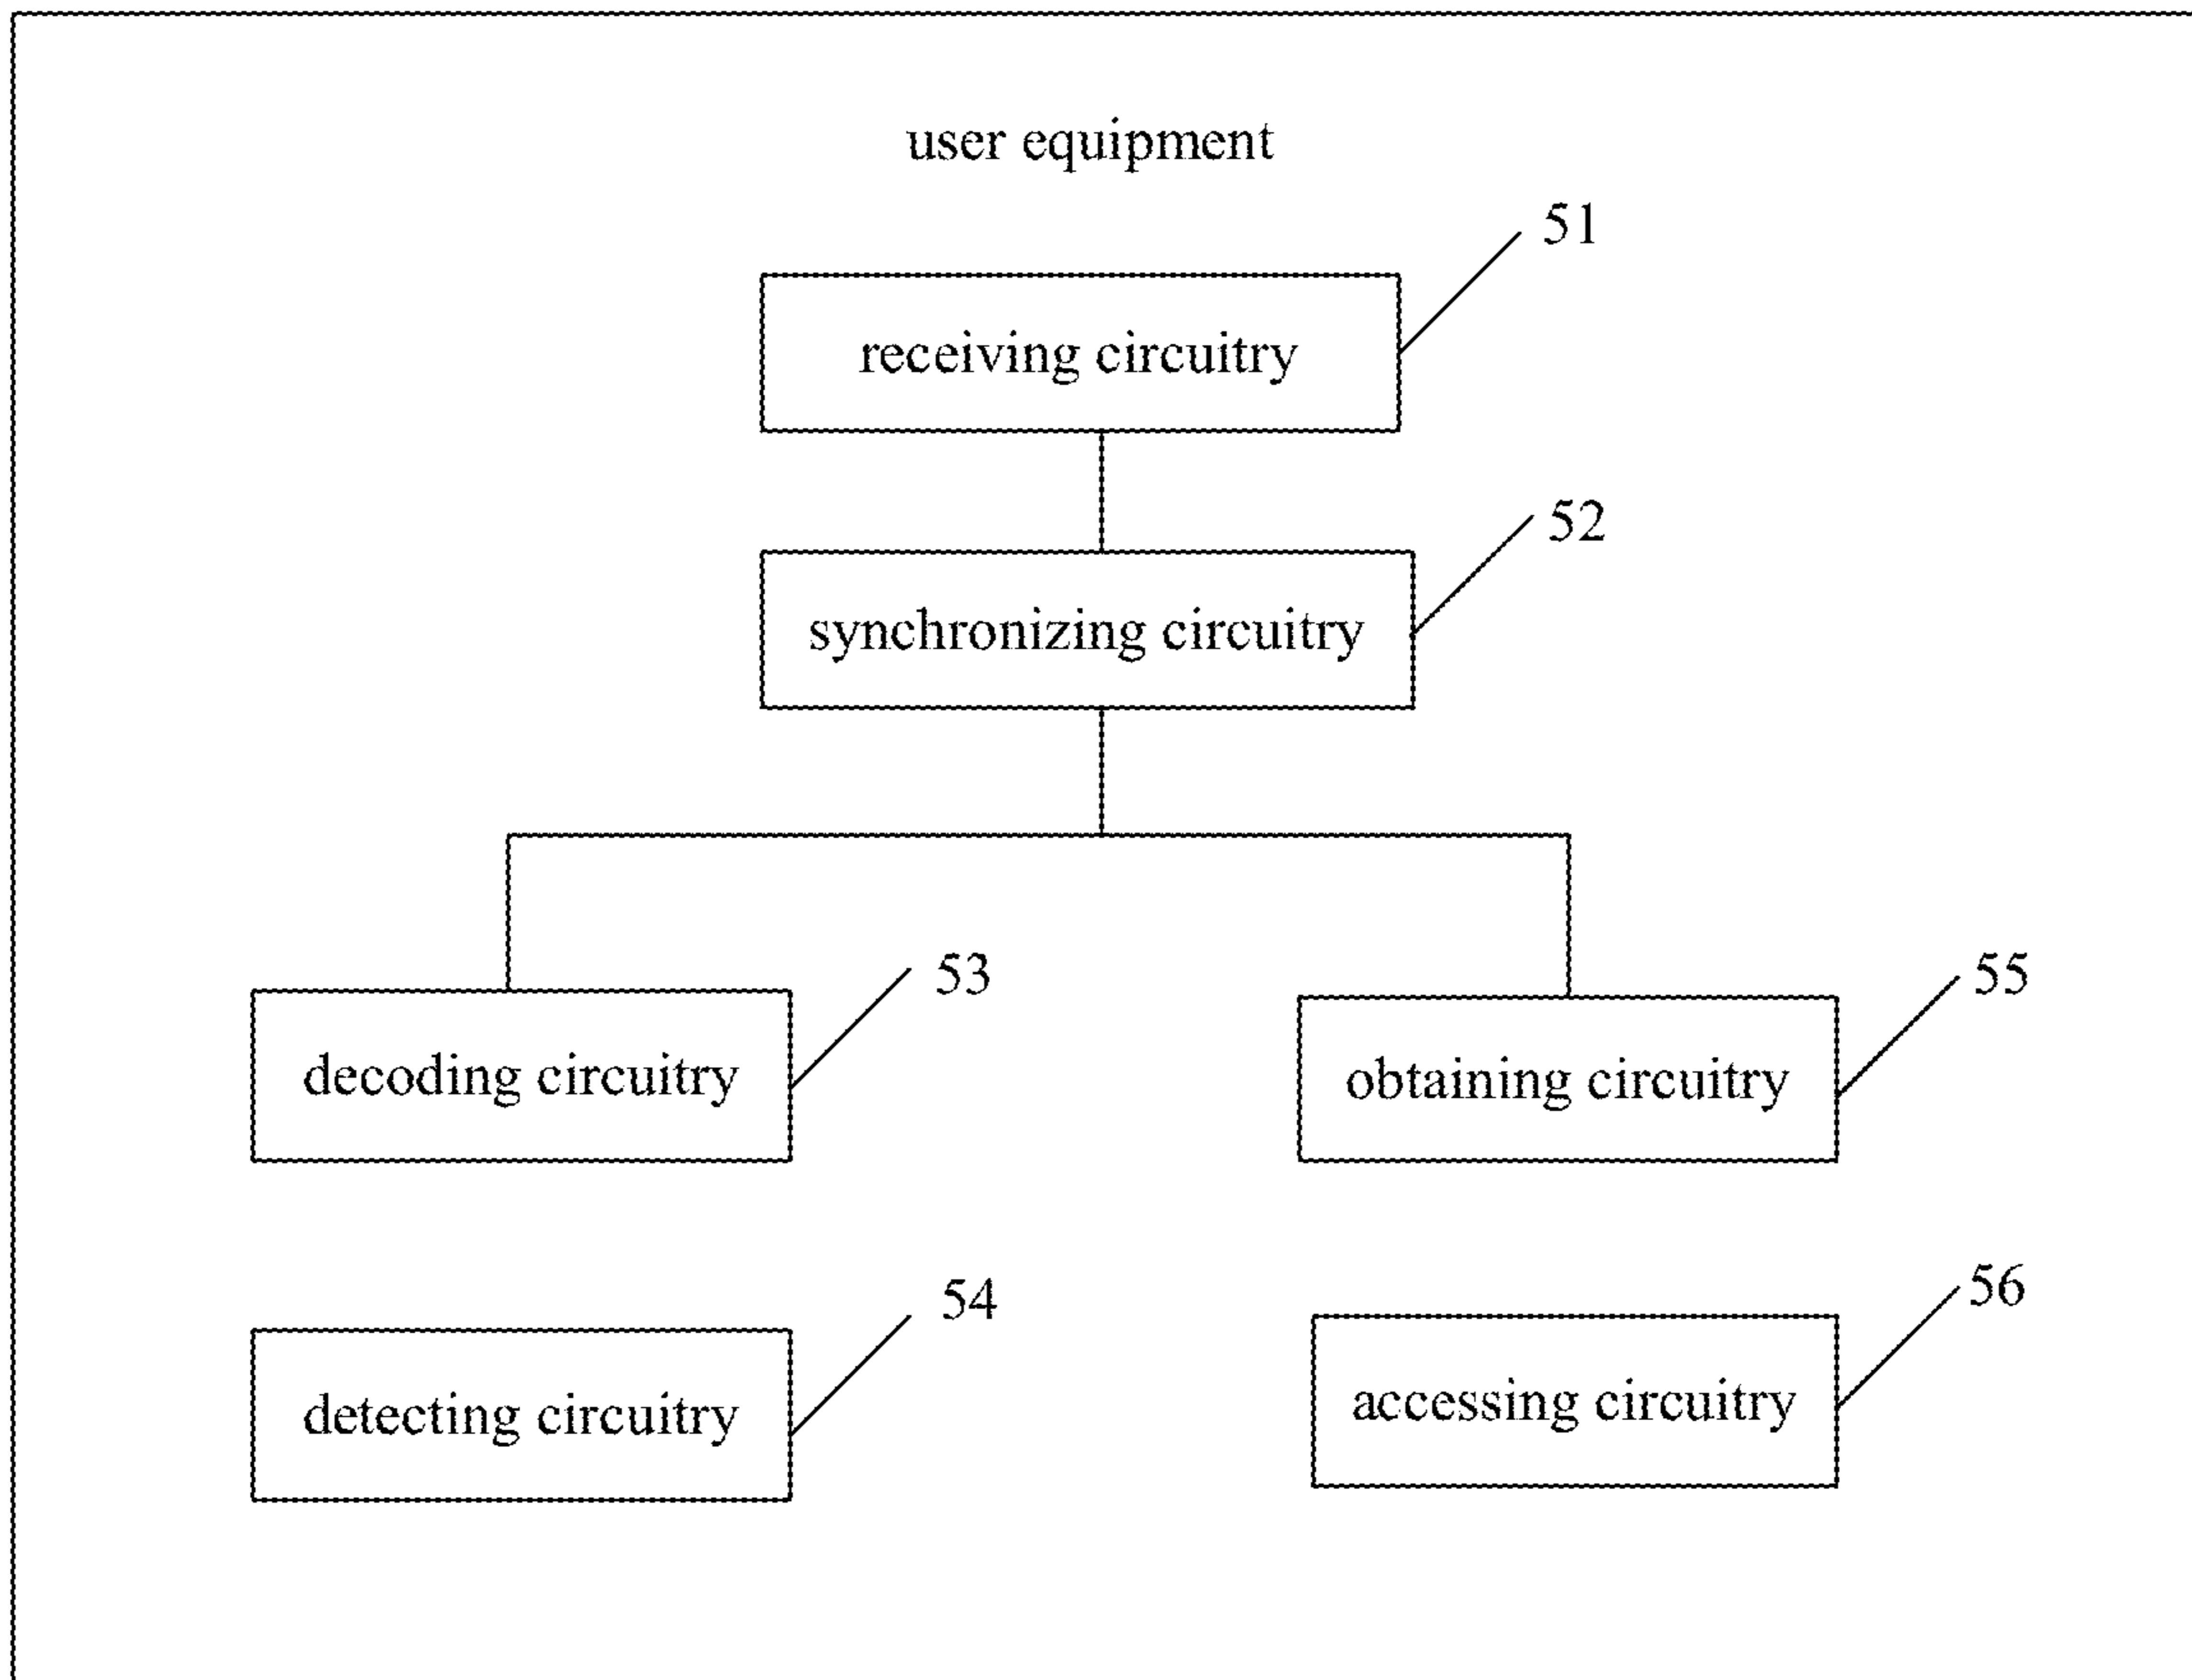 user equipment
51
receiving circuitry
52
synchronizing circuitry
53
55
decoding circuitry
obtaining circuitry
54
56
detecting circuitry
accessing circuitry